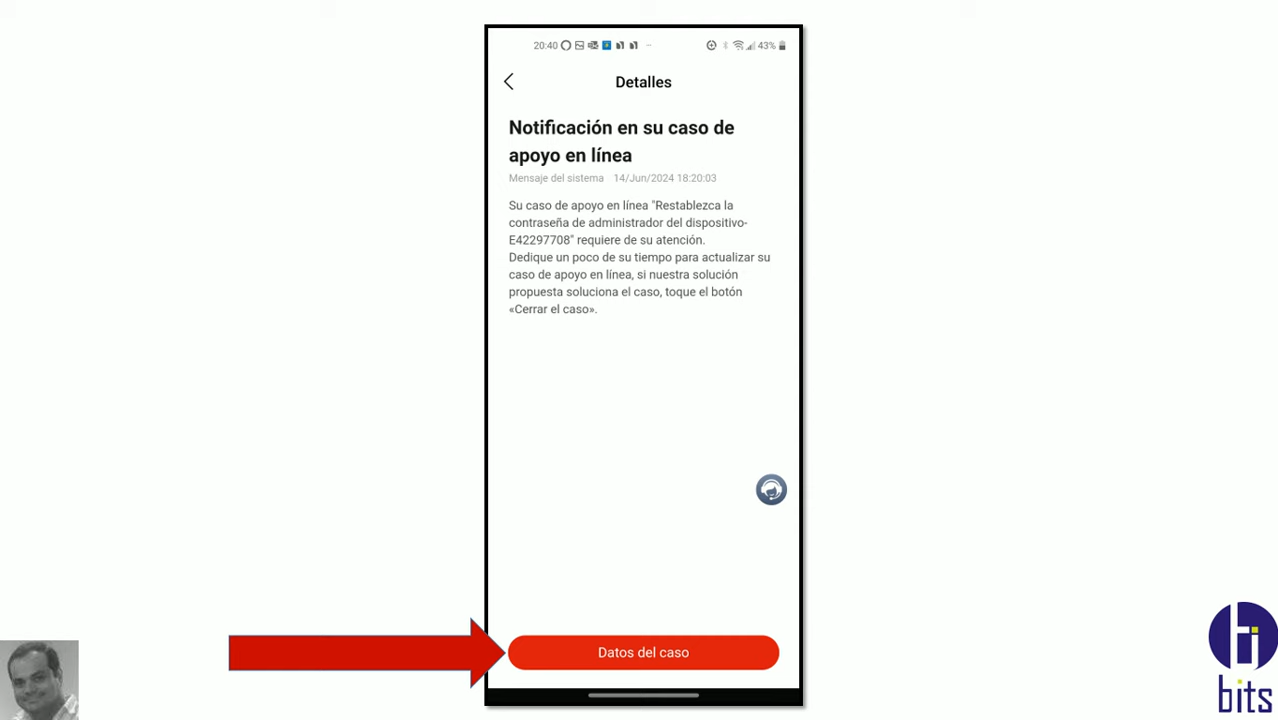 20:40
43%
Detalles
Notificación en su caso de
apoyo en línea
Mensaje del sistema 14/Jun/2024 18:20:03
Su caso de apoyo en línea "Restablezca la
contraseña de administrador del dispositivo-
E42297708" requiere de su atención.
Dedique un poco de su tiempo para actualizar su
caso de apoyo en línea, si nuestra solución
propuesta soluciona el caso, toque el botón
«Cerrar el caso».
Datos del caso
bits